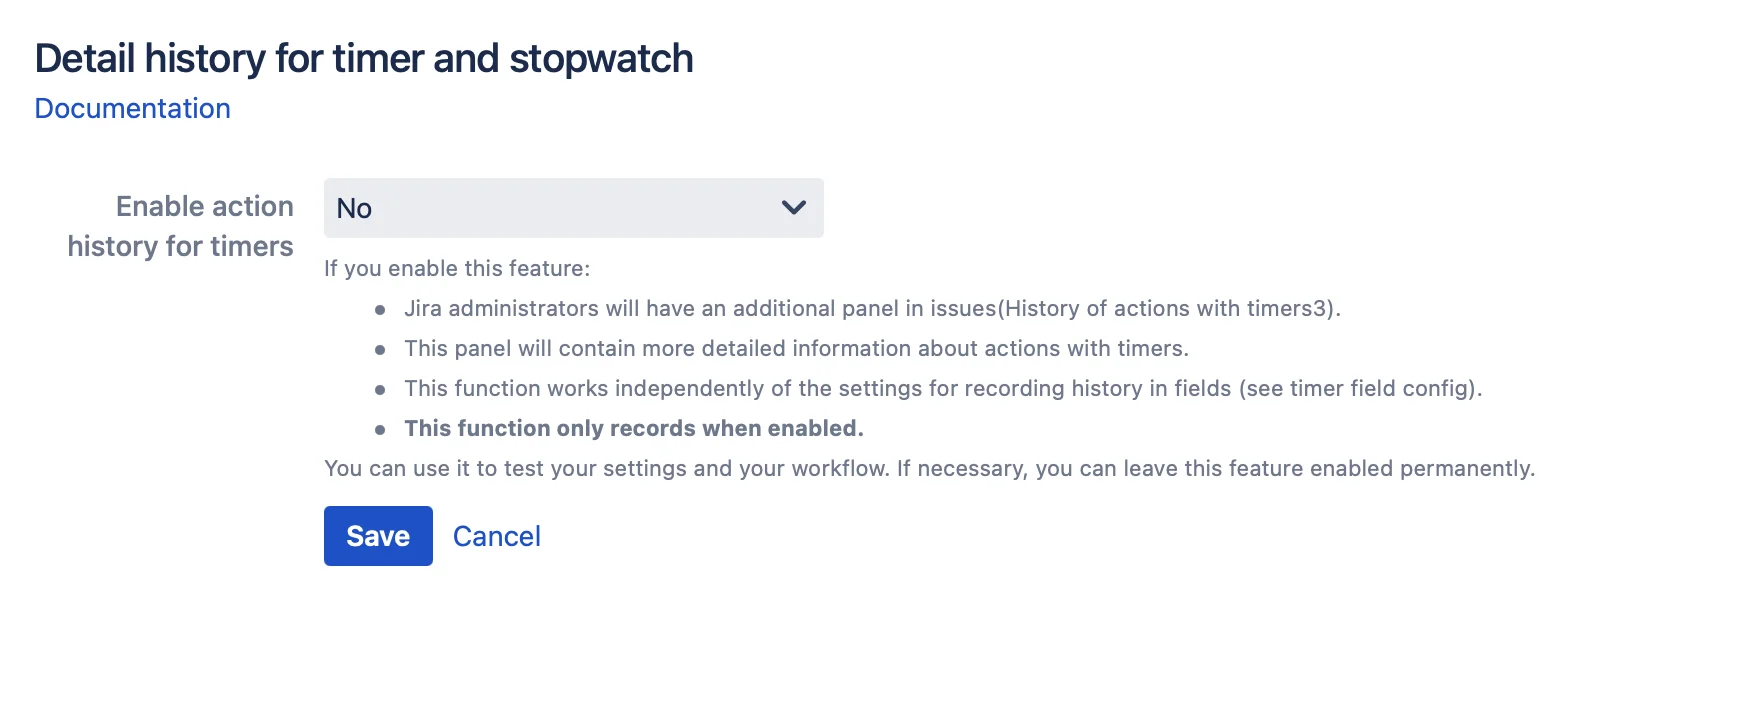 Detail history for timer and stopwatch
Documentation
Enable action
history for timers
No
If you enable this feature:
Jira administrators will have an additional panel in issues(History of actions with timers3).
This panel will contain more detailed information about actions with timers.
This function works independently of the settings for recording history in fields (see timer field config).
This function only records when enabled.
You can use it to test your settings and your workflow. If necessary, you can leave this feature enabled permanently.
Save Cancel